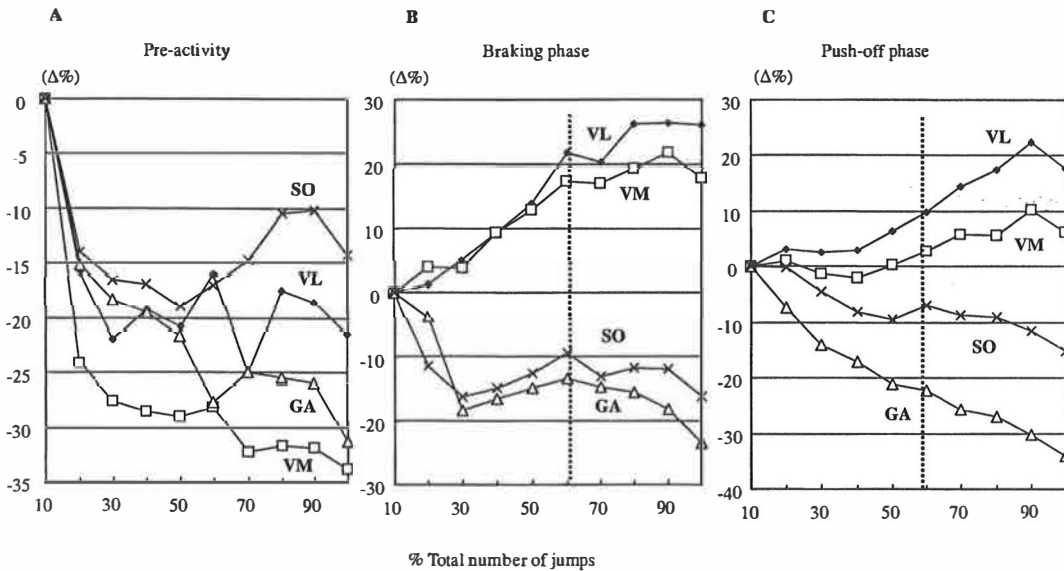 A
Pre-activity
(Δ%)
0
-5
-10
-15
-20
-25
-30
-35
SO
VL
GA
VM
10 30 50 70 90
B
Braking phase
(Δ%)
30
20
10
0
-10
-20
-30
VL
VM
SO
GA
10 30 50 70 90
C
Push-off phase
(Δ%)
30
20
10
0
-10
-20
-30
-40
VL
VM
SO
GA
10 30 50 70 90
% Total number of jumps